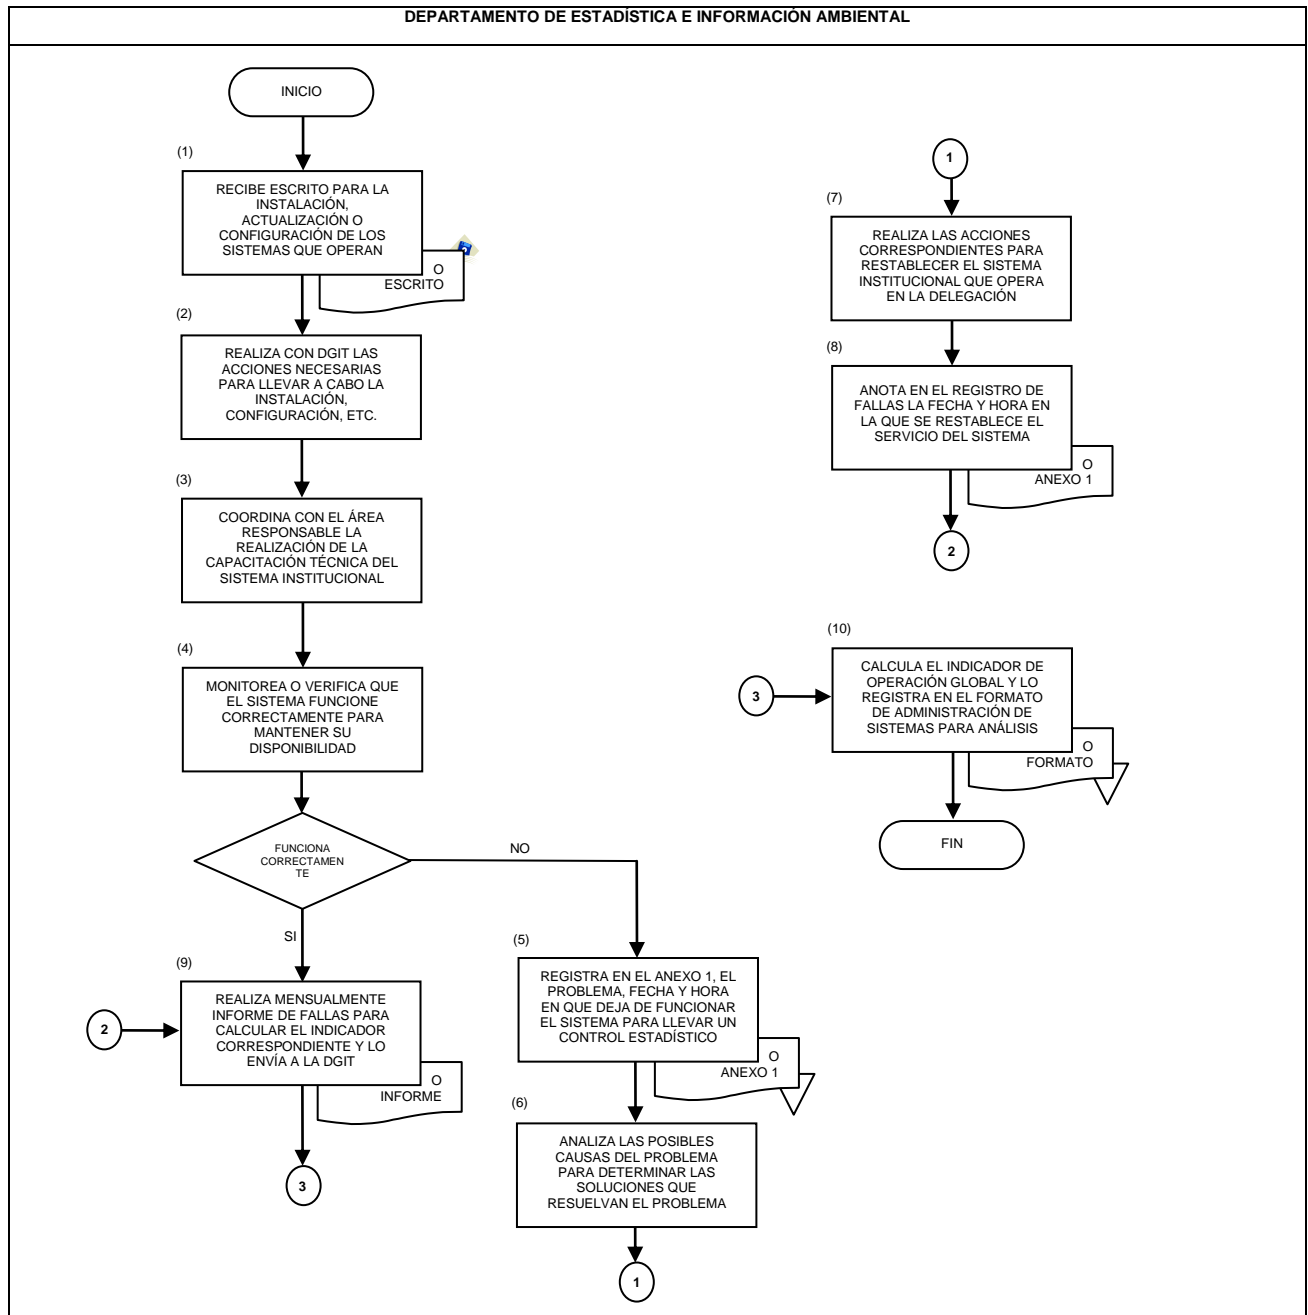 DEPARTAMENTO DE ESTADÍSTICA E INFORMACIÓN AMBIENTAL
INICIO
(1)
RECIBE ESCRITO PARA LA
INSTALACIÓN,
ACTUALIZACIÓN O
CONFIGURACIÓN DE LOS
SISTEMAS QUE OPERAN
O
ESCRITO
(2)
REALIZA CON DGIT LAS
ACCIONES NECESARIAS
PARA LLEVAR A CABO LA
INSTALACIÓN,
CONFIGURACIÓN, ETC.
(3)
COORDINA CON EL ÁREA
RESPONSABLE LA
REALIZACIÓN DE LA
CAPACITACIÓN TÉCNICA DEL
SISTEMA INSTITUCIONAL
(4)
MONITOREA O VERIFICA QUE
EL SISTEMA FUNCIONE
CORRECTAMENTE PARA
MANTENER SU
DISPONIBILIDAD
FUNCIONA
CORRECTAMEN
TE
NO
SI
(9)
REALIZA MENSUALMENTE
INFORME DE FALLAS PARA
CALCULAR EL INDICADOR
CORRESPONDIENTE Y LO
ENVÍA A LA DGIT
2
O
INFORME
3
(5)
REGISTRA EN EL ANEXO 1, EL
PROBLEMA, FECHA Y HORA
EN QUE DEJA DE FUNCIONAR
EL SISTEMA PARA LLEVAR UN
CONTROL ESTADÍSTICO
O
ANEXO 1
(6)
ANALIZA LAS POSIBLES
CAUSAS DEL PROBLEMA
PARA DETERMINAR LAS
SOLUCIONES QUE
RESUELVAN EL PROBLEMA
1
1
(7)
REALIZA LAS ACCIONES
CORRESPONDIENTES PARA
RESTABLECER EL SISTEMA
INSTITUCIONAL QUE OPERA
EN LA DELEGACIÓN
(8)
ANOTA EN EL REGISTRO DE
FALLAS LA FECHA Y HORA EN
LA QUE SE RESTABLECE EL
SERVICIO DEL SISTEMA
O
ANEXO 1
2
(10)
3
CALCULA EL INDICADOR DE
OPERACIÓN GLOBAL Y LO
REGISTRA EN EL FORMATO
DE ADMINISTRACIÓN DE
SISTEMAS PARA ANÁLISIS
O
FORMATO
FIN